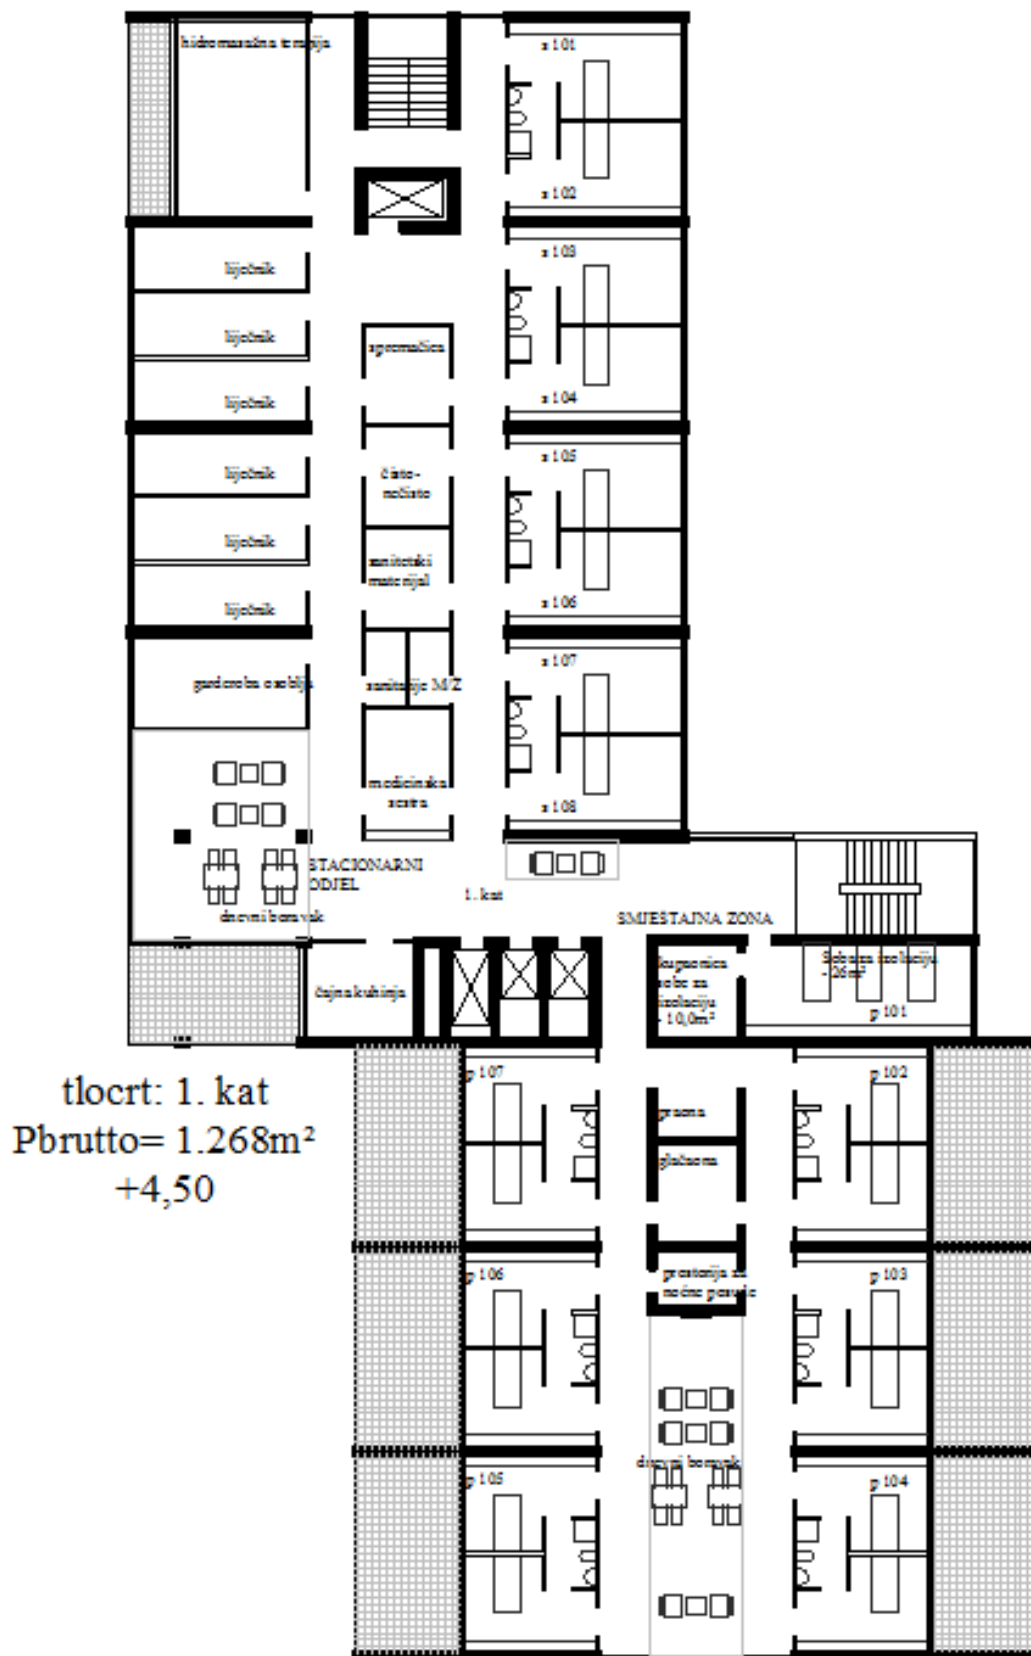 hidromasažna terapija
s 101
s 102
liječnik
s 103
liječnik
spremačica
liječnik
s 104
liječnik
čisto-
nečisto
s 105
liječnik
sanitetski
materijal
liječnik
s 106
garderoba osoblja
sanitarije M/Ž
s 107
medicinska
sestra
s 108
STACIONARNI
ODJEL
1. kat
dnevni boravak
SMJEŠTAJNA ZONA
čajna kuhinja
kupaonica
sobe za
izolaciju
- 10,0m²
Soba za izolaciju
- 26m²
p 101
tlocrt: 1. kat
Pbrutto= 1.268m²
+4,50
p 107
praona
p 102
glačaona
p 106
prostorija za
noćne posude
p 103
dnevni boravak
p 105
p 104